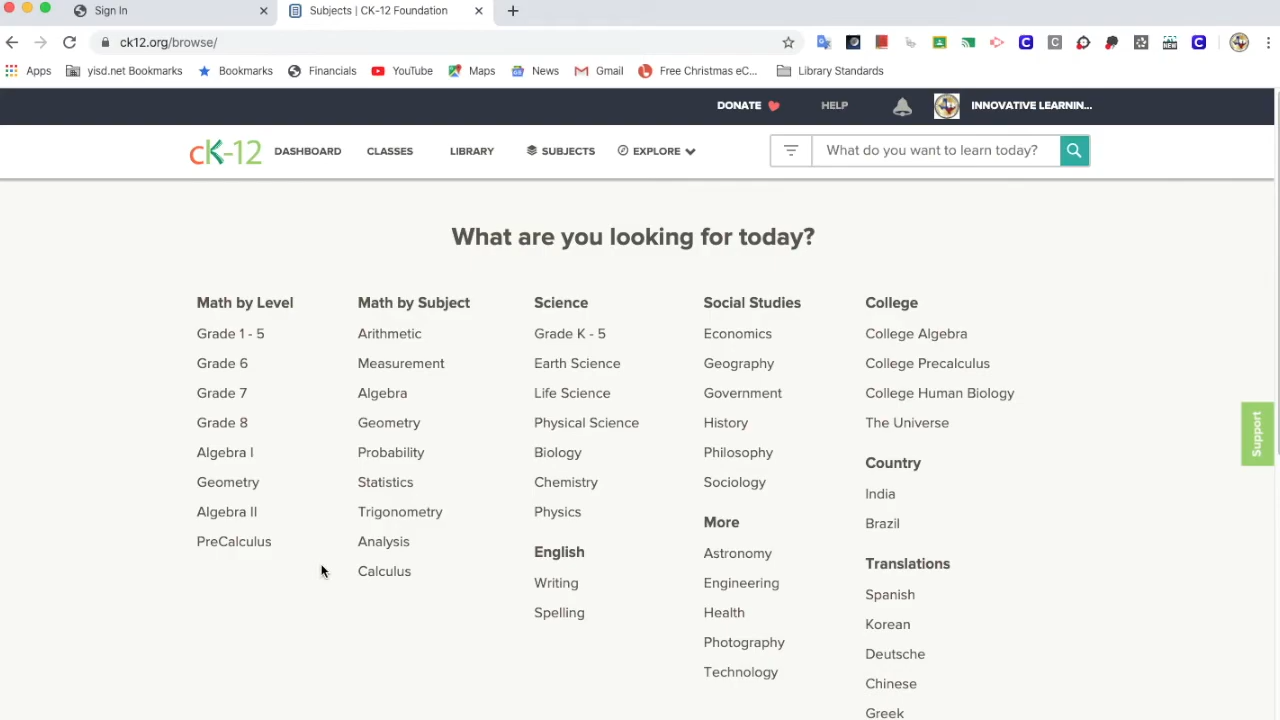 Sign In
Subjects | CK-12 Foundation
ck12.org/browse/
Apps
yisd.net Bookmarks
Bookmarks
Financials
YouTube
Maps
News
Gmail
Free Christmas eC...
Library Standards
DONATE
HELP
INNOVATIVE LEARNIN...
cK-12
DASHBOARD
CLASSES
LIBRARY
SUBJECTS
EXPLORE
What do you want to learn today?
What are you looking for today?
Math by Level
Grade 1 - 5
Grade 6
Grade 7
Grade 8
Algebra I
Geometry
Algebra II
PreCalculus
Math by Subject
Arithmetic
Measurement
Algebra
Geometry
Probability
Statistics
Trigonometry
Analysis
Calculus
Science
Grade K - 5
Earth Science
Life Science
Physical Science
Biology
Chemistry
Physics
English
Writing
Spelling
Social Studies
Economics
Geography
Government
History
Philosophy
Sociology
More
Astronomy
Engineering
Health
Photography
Technology
College
College Algebra
College Precalculus
College Human Biology
The Universe
Country
India
Brazil
Translations
Spanish
Korean
Deutsche
Chinese
Greek
Support